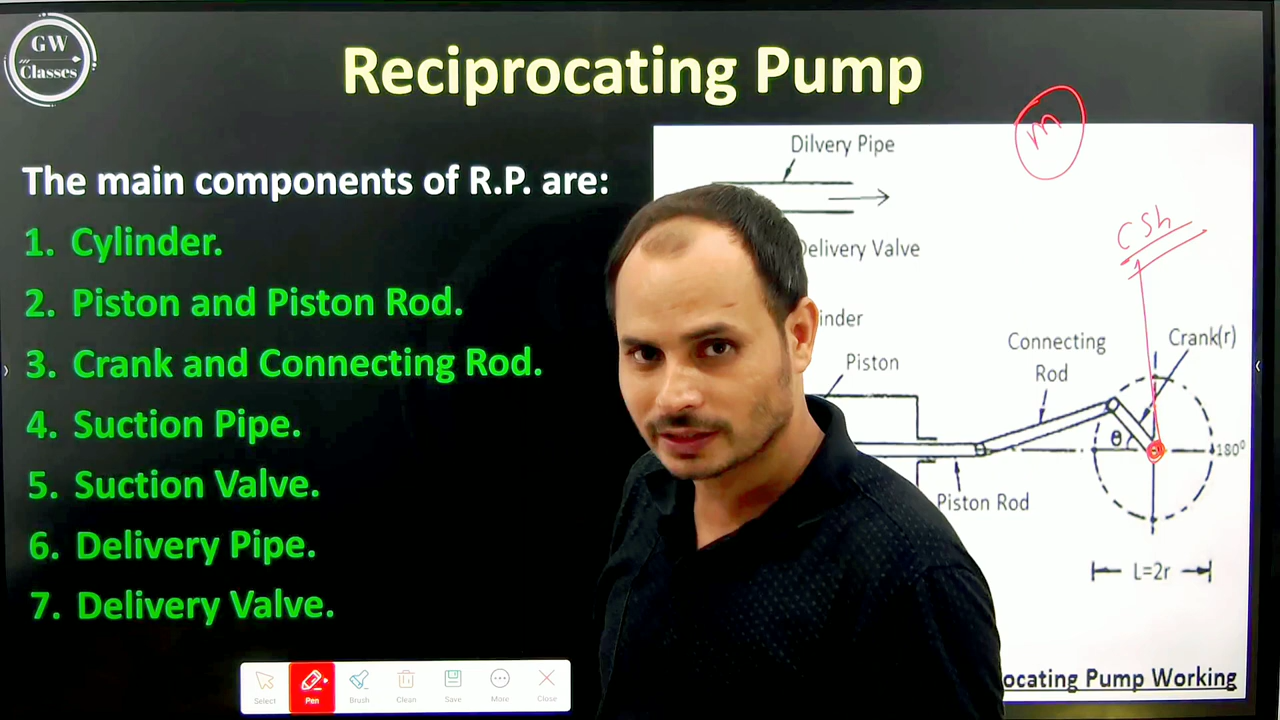 GW
Classes
Reciprocating Pump
The main components of R.P. are:
1. Cylinder.
2. Piston and Piston Rod.
3. Crank and Connecting Rod.
4. Suction Pipe.
5. Suction Valve.
6. Delivery Pipe.
7. Delivery Valve.
m
Dilvery Pipe
CSh
Delivery Valve
inder
Connecting
Rod
Crank(r)
Piston
θ
180⁰
Piston Rod
L=2r
ocating Pump Working
Select
Pen
Brush
Clean
Save
More
Close